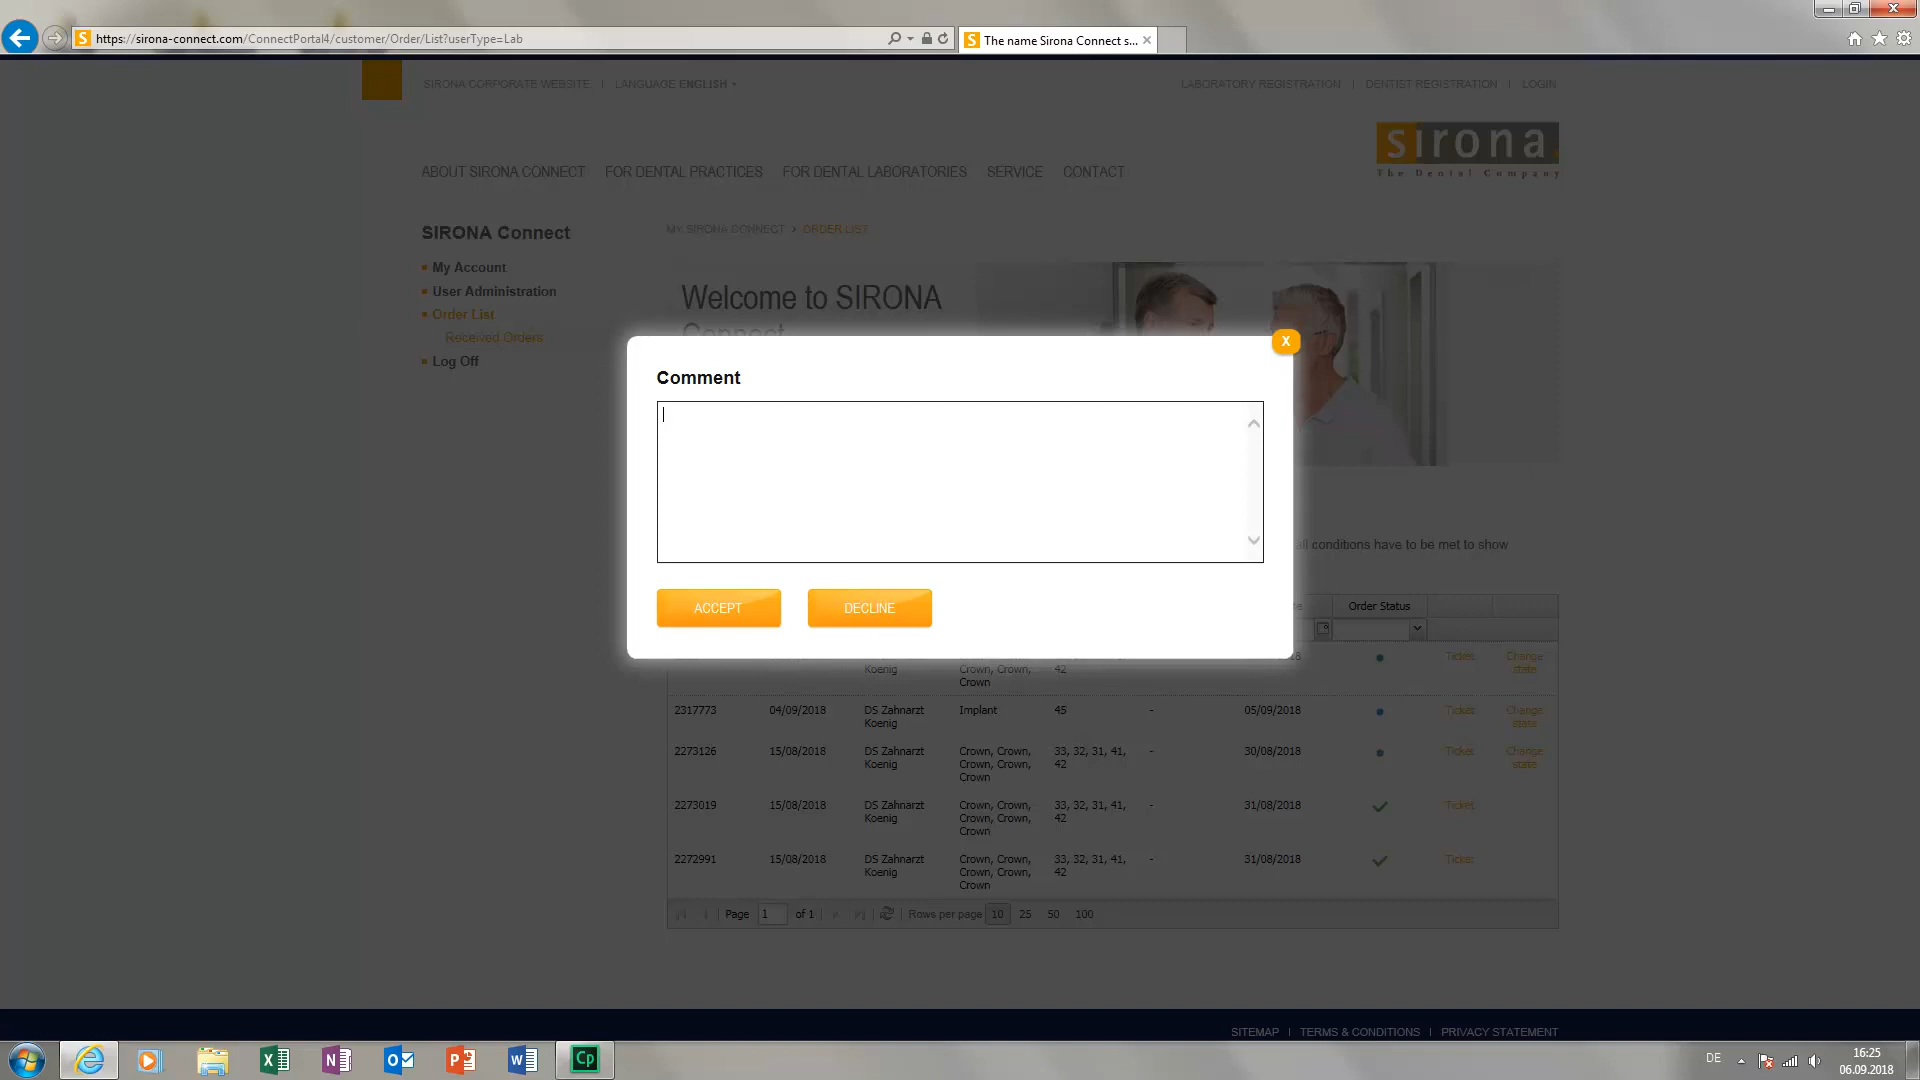 https://sirona-connect.com/ConnectPortal4/customer/Order/List?userType=Lab
The name Sirona Connect s...
SIRONA CORPORATE WEBSITE | LANGUAGE ENGLISH
LABORATORY REGISTRATION | DENTIST REGISTRATION | LOGIN
sirona.
The Dental Company
ABOUT SIRONA CONNECT FOR DENTAL PRACTICES FOR DENTAL LABORATORIES SERVICE CONTACT
SIRONA Connect
My Account
User Administration
Order List
Received Orders
Log Off
MY SIRONA CONNECT > ORDER LIST
Welcome to SIRONA
Connect
X
Comment
ACCEPT DECLINE
all conditions have to be met to show
Order Status
Koenig Crown, Crown, 42 Ticket Change
Crown state
2317773 04/09/2018 DS Zahnarzt Implant 45 - 05/09/2018 Ticket Change
Koenig state
2273126 15/08/2018 DS Zahnarzt Crown, Crown, 33, 32, 31, 41, - 30/08/2018 Ticket Change
Koenig Crown, Crown, 42 state
Crown
2273019 15/08/2018 DS Zahnarzt Crown, Crown, 33, 32, 31, 41, - 31/08/2018 Ticket
Koenig Crown, Crown, 42
Crown
2272991 15/08/2018 DS Zahnarzt Crown, Crown, 33, 32, 31, 41, - 31/08/2018 Ticket
Koenig Crown, Crown, 42
Crown
Page 1 of 1 Rows per page 10 25 50 100
SITEMAP | TERMS & CONDITIONS | PRIVACY STATEMENT
DE
16:25
06.09.2018